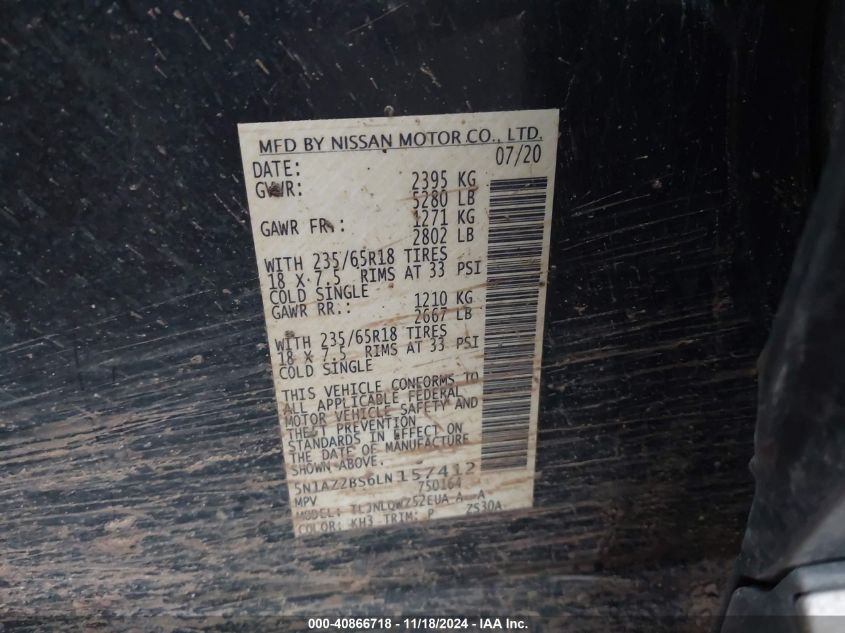 MFD BY NISSAN MOTOR CO., LTD.
DATE: 07/20
GVWR: 2395 KG
5280 LB
GAWR FR.: 1271 KG
2802 LB
WITH 235/65R18 TIRES
18 X 7.5 RIMS AT 33 PSI
COLD SINGLE
GAWR RR.: 1210 KG
2667 LB
WITH 235/65R18 TIRES
18 X 7.5 RIMS AT 33 PSI
COLD SINGLE
THIS VEHICLE CONFORMS TO
ALL APPLICABLE FEDERAL
MOTOR VEHICLE SAFETY AND
THEFT PREVENTION
STANDARDS IN EFFECT ON
THE DATE OF MANUFACTURE
SHOWN ABOVE.
5N1AZ2BS6LN157412
MPV 750164
MODEL: A A
COLOR: KH3 TRIM: P Z530A
000-40866718 - 11/18/2024 - IAA Inc.